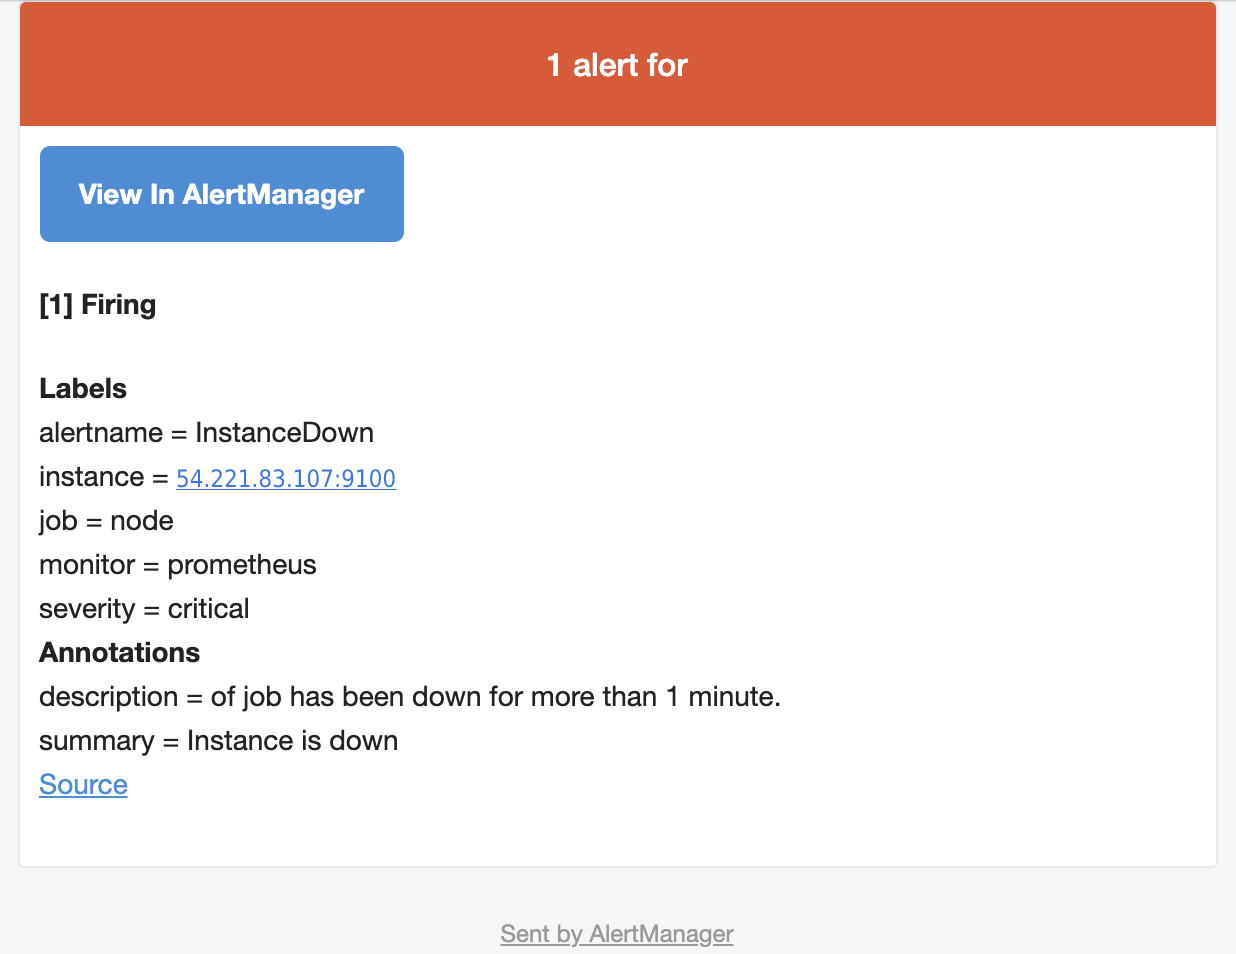 1 alert for
View In AlertManager
[1] Firing
Labels
alertname = InstanceDown
instance = 54.221.83.107:9100
job = node
monitor = prometheus
severity = critical
Annotations
description = of job has been down for more than 1 minute.
summary = Instance is down
Source
Sent by AlertManager